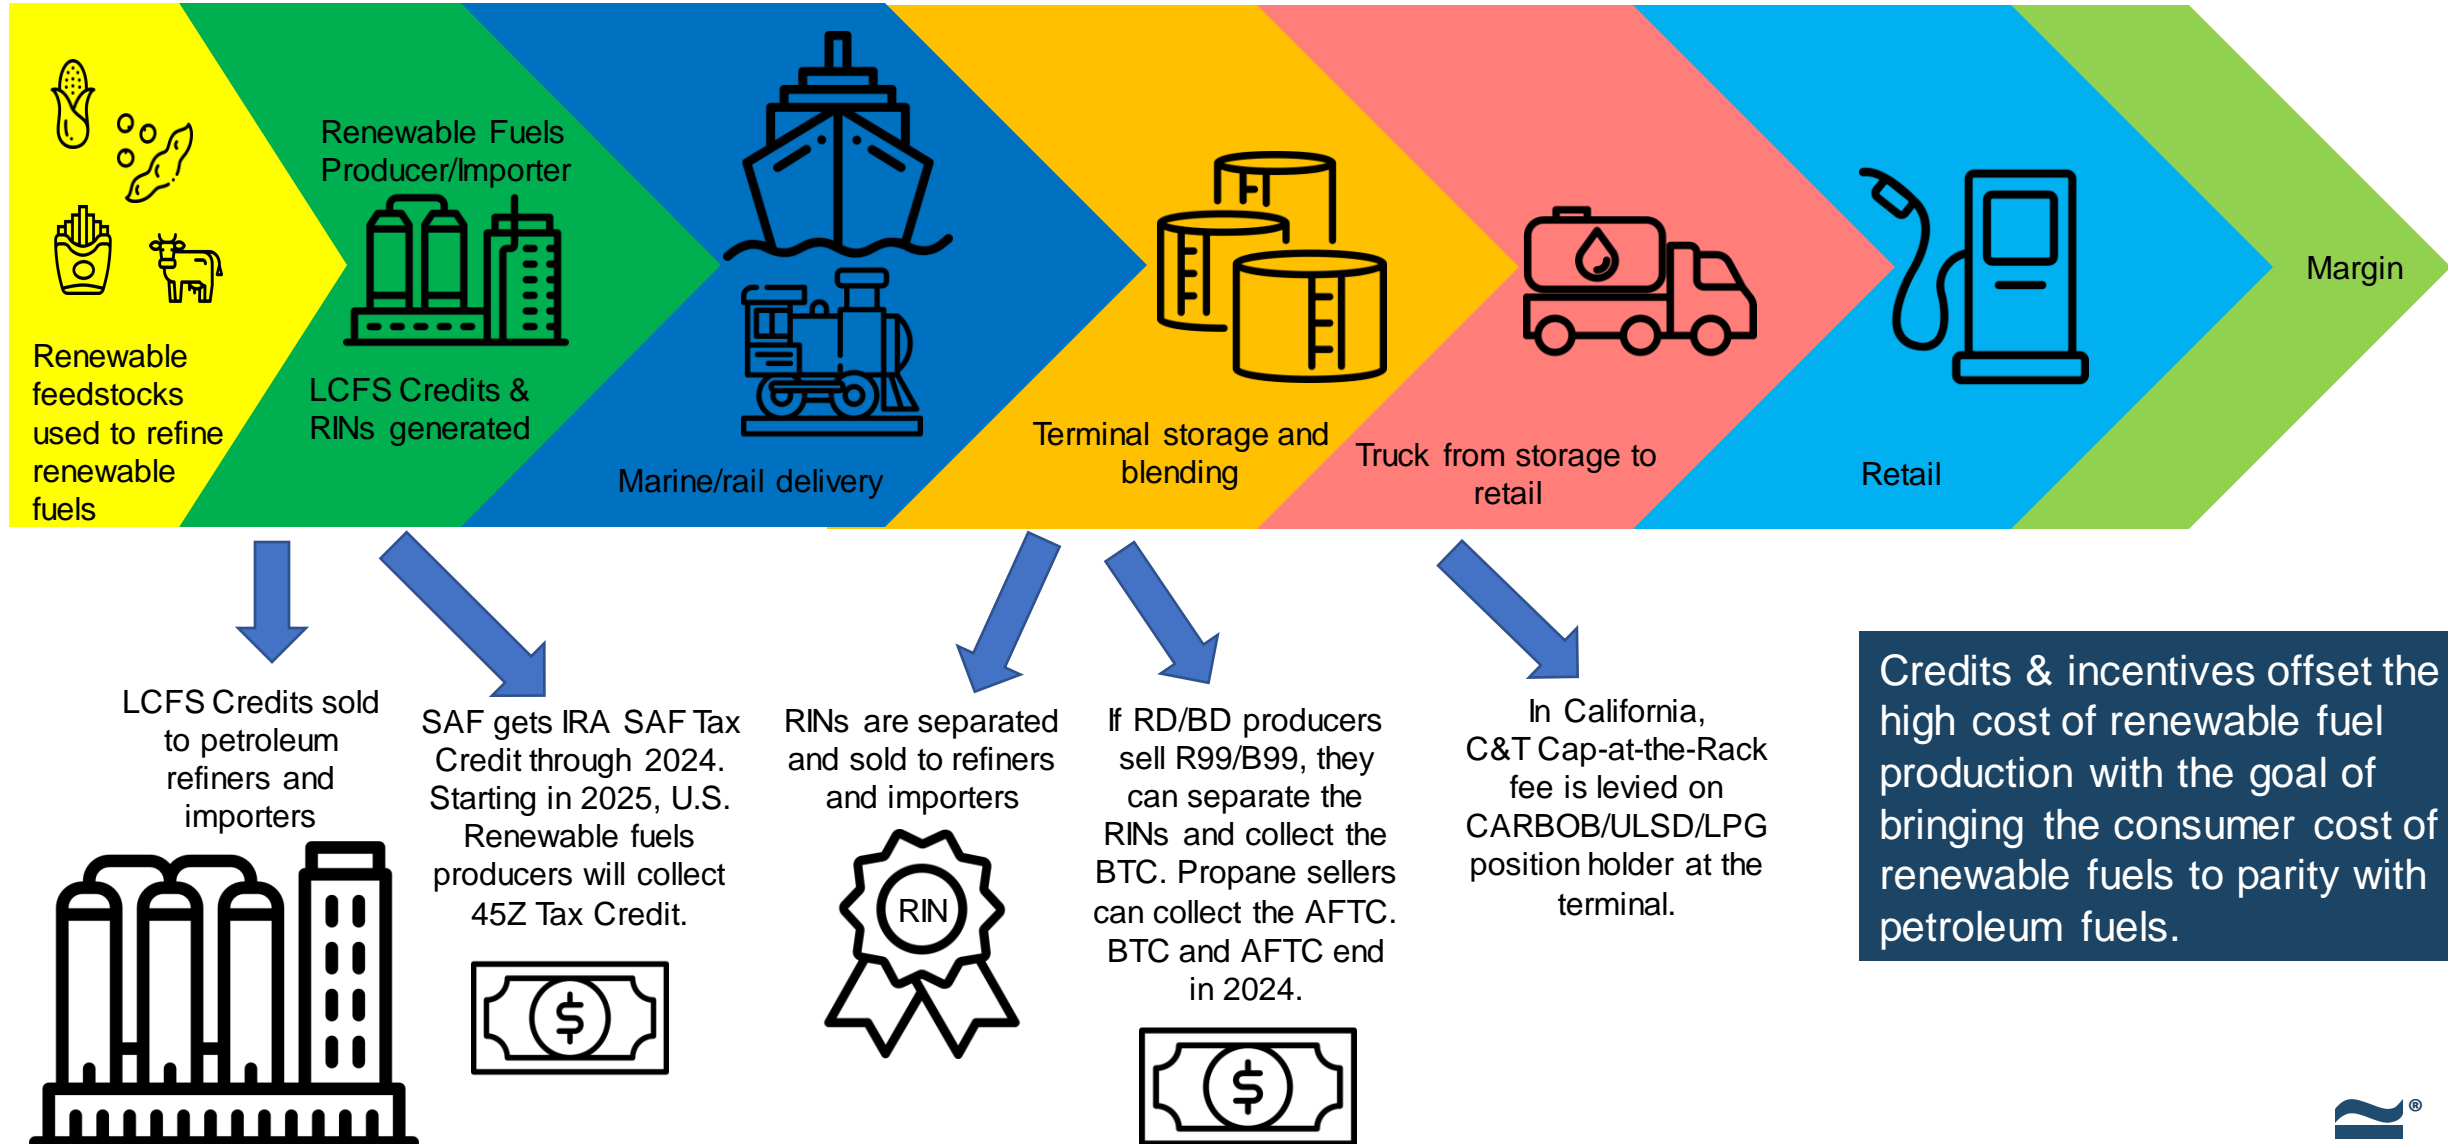 Renewable
feedstocks
used to refine
renewable
fuels
Renewable Fuels
Producer/Importer
LCFS Credits &
RINs generated
Marine/rail delivery
Terminal storage and
blending
Truck from storage to
retail
Retail
Margin
LCFS Credits sold
to petroleum
refiners and
importers
SAF gets IRA SAF Tax
Credit through 2024.
Starting in 2025, U.S.
Renewable fuels
producers will collect
45Z Tax Credit.
$
RINs are separated
and sold to refiners
and importers
RIN
If RD/BD producers
sell R99/B99, they
can separate the
RINs and collect the
BTC. Propane sellers
can collect the AFTC.
BTC and AFTC end
in 2024.
$
In California,
C&T Cap-at-the-Rack
fee is levied on
CARBOB/ULSD/LPG
position holder at the
terminal.
Credits & incentives offset the
high cost of renewable fuel
production with the goal of
bringing the consumer cost of
renewable fuels to parity with
petroleum fuels.
®